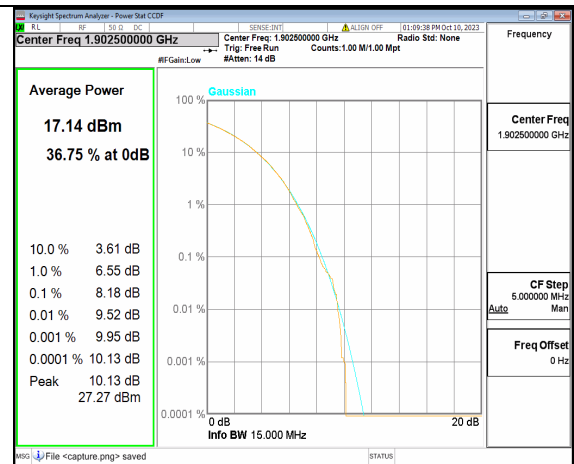 Keysight Spectrum Analyzer - Power Stat CCDF
RL RF 50 Ω DC SENSE:INT ALIGN OFF 01:09:38 PM Oct 10, 2023
Center Freq 1.902500000 GHz
Center Freq: 1.902500000 GHz Radio Std: None
Trig: Free Run Counts:1.00 M/1.00 Mpt
#IFGain:Low #Atten: 14 dB
Frequency
Average Power
17.14 dBm
36.75 % at 0dB
10.0 % 3.61 dB
1.0 % 6.55 dB
0.1 % 8.18 dB
0.01 % 9.52 dB
0.001 % 9.95 dB
0.0001 % 10.13 dB
Peak 10.13 dB
27.27 dBm
Gaussian
100 %
10 %
1 %
0.1 %
0.01 %
0.001 %
0.0001 %
0 dB 20 dB
Info BW 15.000 MHz
Center Freq
1.902500000 GHz
CF Step
5.000000 MHz
Auto Man
Freq Offset
0 Hz
MSG File <capture.png> saved STATUS